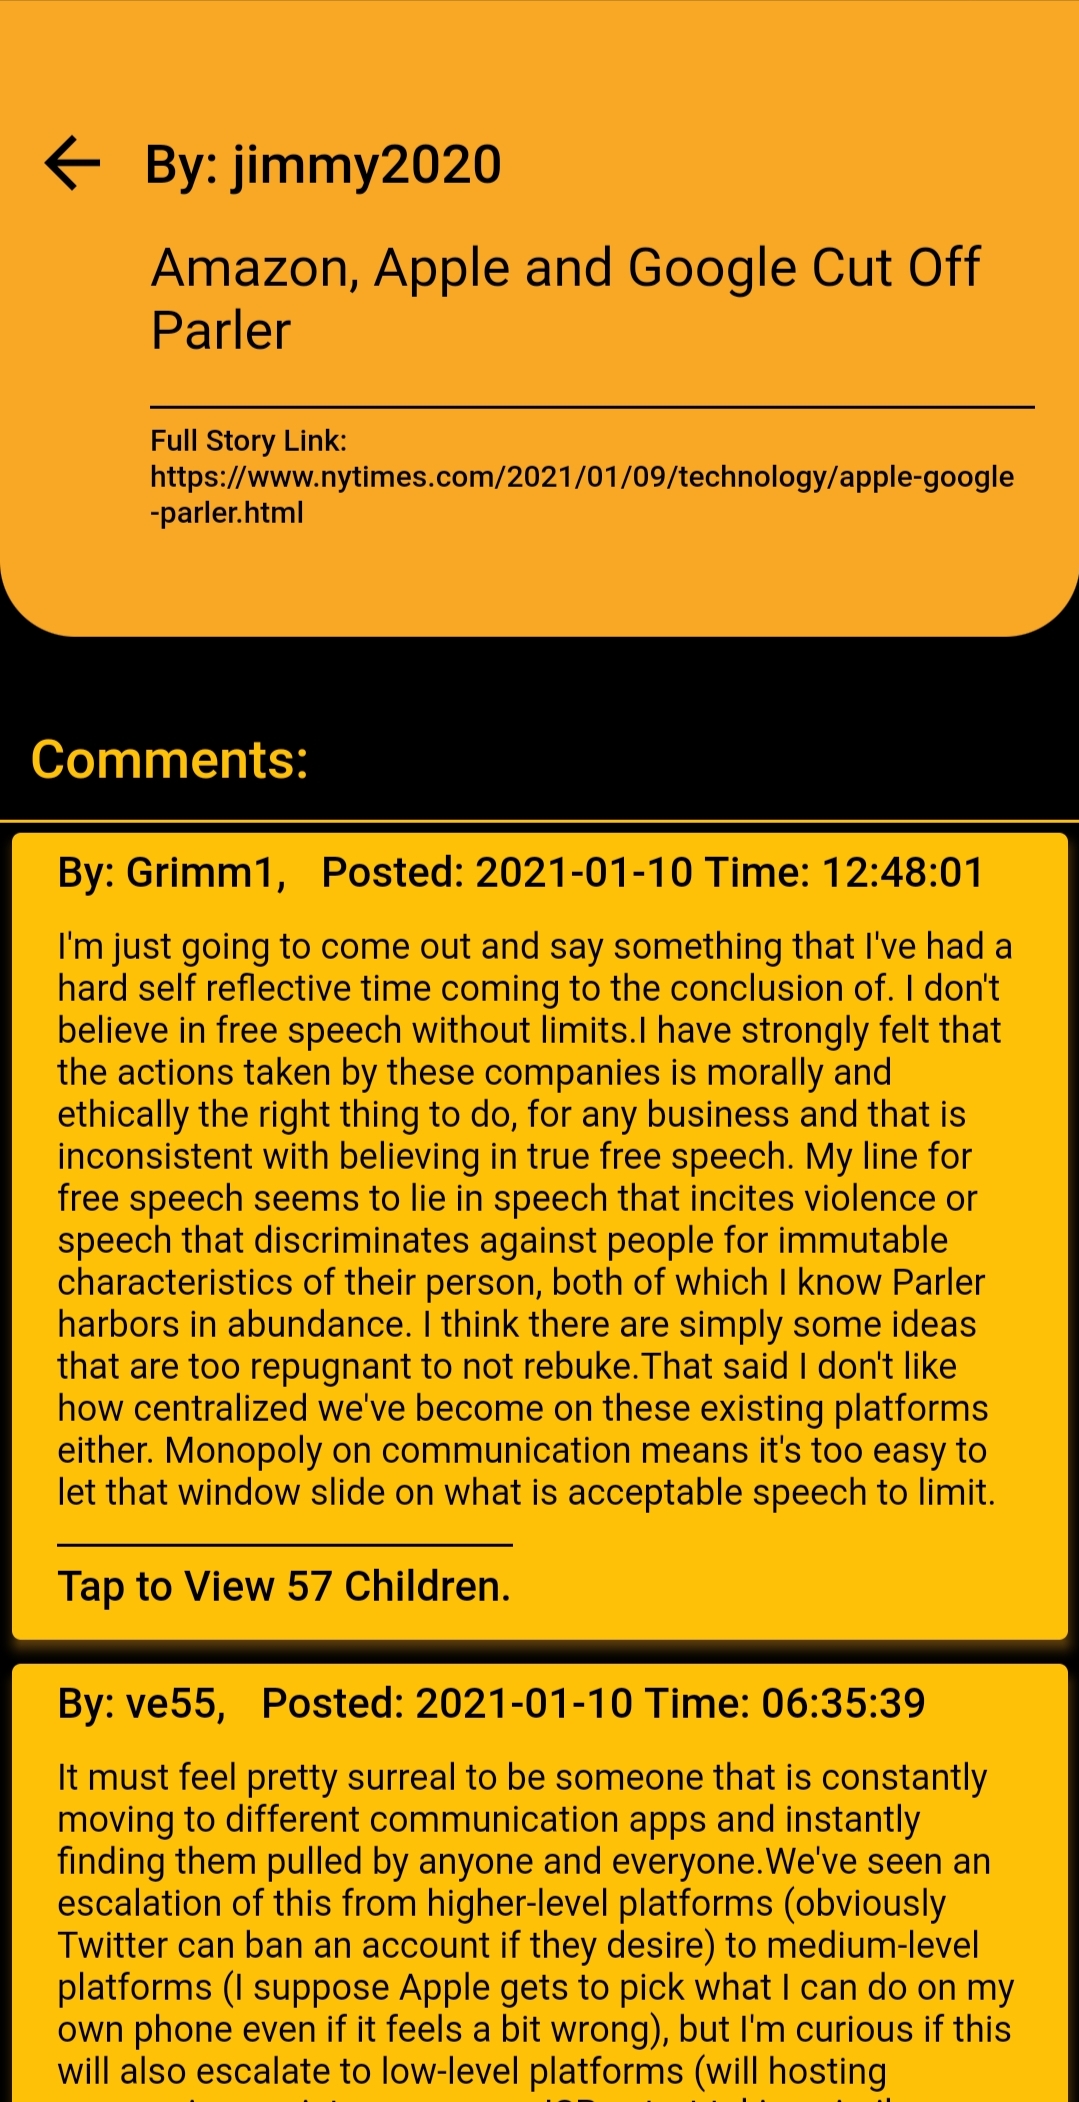 By: jimmy2020
Amazon, Apple and Google Cut Off
Parler
Full Story Link:
https://www.nytimes.com/2021/01/09/technology/apple-google
-parler.html
Comments:
By: Grimm1, Posted: 2021-01-10 Time: 12:48:01
I'm just going to come out and say something that I've had a
hard self reflective time coming to the conclusion of. I don't
believe in free speech without limits.I have strongly felt that
the actions taken by these companies is morally and
ethically the right thing to do, for any business and that is
inconsistent with believing in true free speech. My line for
free speech seems to lie in speech that incites violence or
speech that discriminates against people for immutable
characteristics of their person, both of which I know Parler
harbors in abundance. I think there are simply some ideas
that are too repugnant to not rebuke.That said I don't like
how centralized we've become on these existing platforms
either. Monopoly on communication means it's too easy to
let that window slide on what is acceptable speech to limit.
Tap to View 57 Children.
By: ve55, Posted: 2021-01-10 Time: 06:35:39
It must feel pretty surreal to be someone that is constantly
moving to different communication apps and instantly
finding them pulled by anyone and everyone.We've seen an
escalation of this from higher-level platforms (obviously
Twitter can ban an account if they desire) to medium-level
platforms (I suppose Apple gets to pick what I can do on my
own phone even if it feels a bit wrong), but I'm curious if this
will also escalate to low-level platforms (will hosting